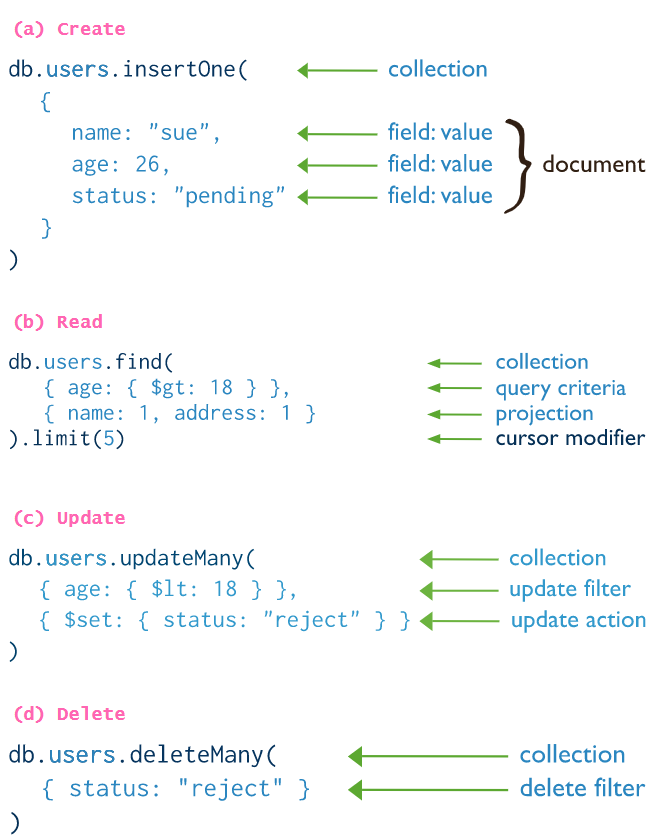 (a) Create
db.users.insertOne( collection
{
name: "sue", field: value
age: 26, field: value
status: "pending" field: value
} document
)
(b) Read
db.users.find( collection
{ age: { $gt: 18 } }, query criteria
{ name: 1, address: 1 } projection
).limit(5) cursor modifier
(c) Update
db.users.updateMany( collection
{ age: { $lt: 18 } }, update filter
{ $set: { status: "reject" } } update action
)
(d) Delete
db.users.deleteMany( collection
{ status: "reject" } delete filter
)